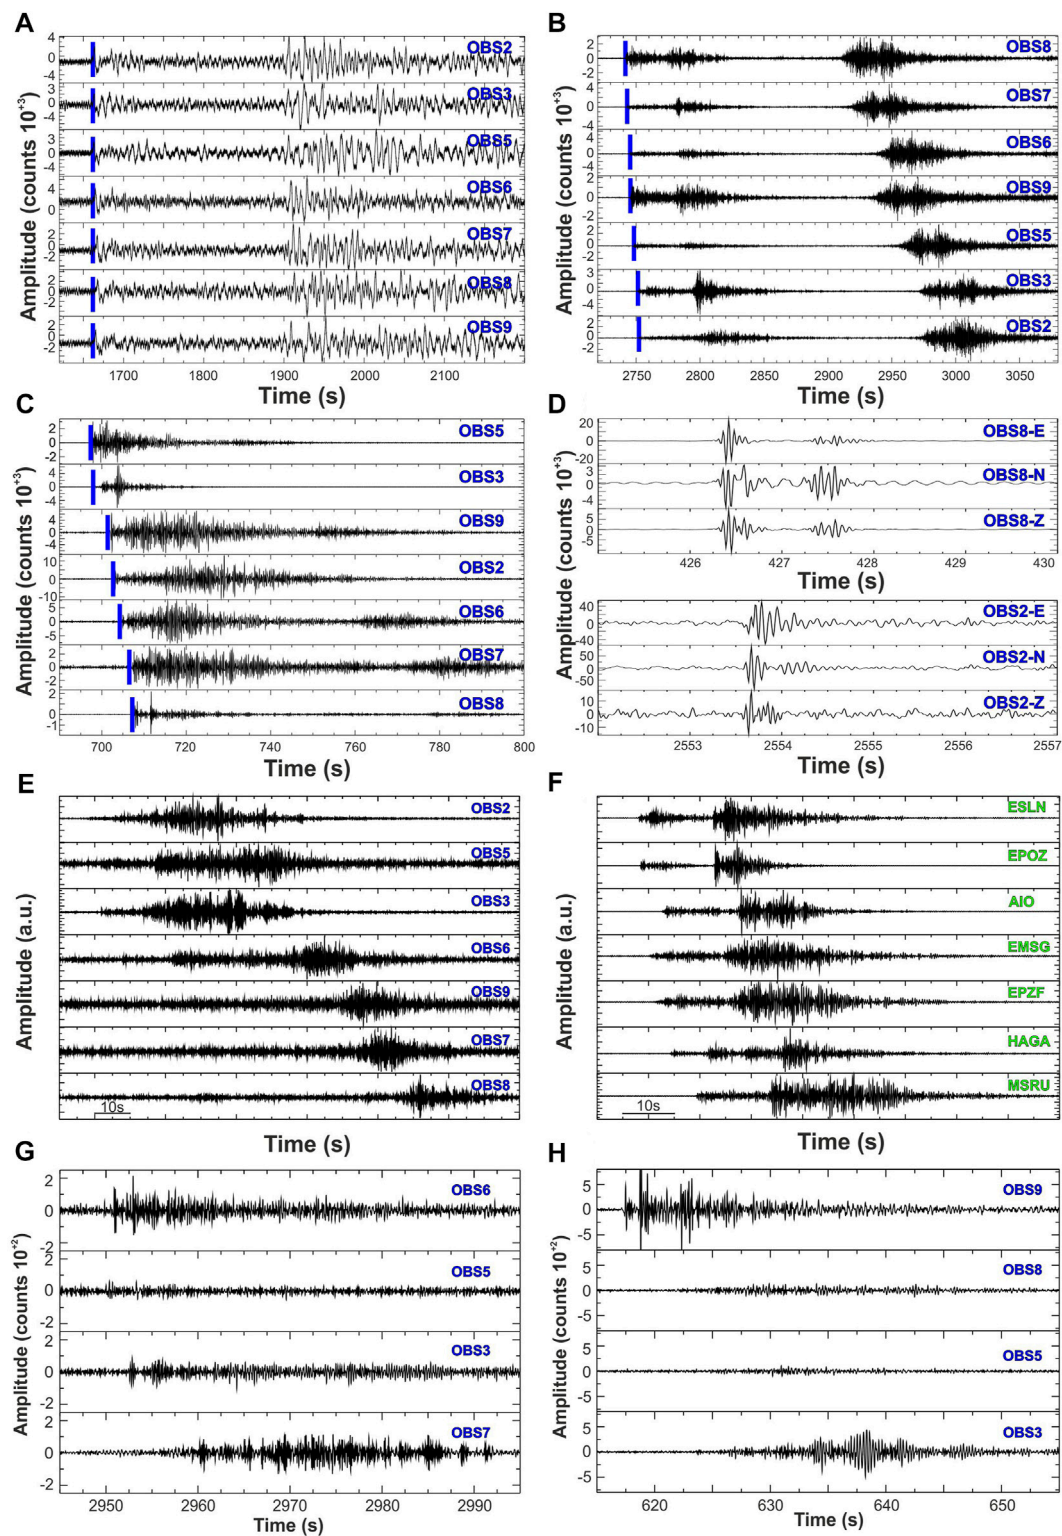 A
Amplitude (counts 10+3)
4
0
-4
OBS2
3
0
-4
OBS3
3
0
-4
OBS5
4
0
OBS6
2
0
-2
OBS7
2
0
-2
OBS8
2
0
-2
OBS9
1700 1800 1900 2000 2100
Time (s)
B
Amplitude (counts 10+3)
2
0
-2
OBS8
4
0
-4
OBS7
4
0
-4
OBS6
2
0
-2
OBS9
2
0
-2
OBS5
3
0
-4
OBS3
2
0
-2
OBS2
2750 2800 2850 2900 2950 3000 3050
Time (s)
C
Amplitude (counts 10+3)
2
0
-2
OBS5
4
0
-4
OBS3
4
0
-4
OBS9
10
0
-10
OBS2
5
0
-5
OBS6
2
0
-2
OBS7
2
0
-1
OBS8
700 720 740 760 780 800
Time (s)
D
Amplitude (counts 10+3)
20
0
-20
OBS8-E
3
0
-4
OBS8-N
5
0
-5
OBS8-Z
426 427 428 429 430
40
0
-40
OBS2-E
50
0
-50
OBS2-N
10
0
-10
OBS2-Z
2553 2554 2555 2556 2557
Time (s)
E
Amplitude (a.u.)
OBS2
OBS5
OBS3
OBS6
OBS9
OBS7
OBS8
10s
Time (s)
F
Amplitude (a.u.)
ESLN
EPOZ
AIO
EMSG
EPZF
HAGA
MSRU
10s
Time (s)
G
Amplitude (counts 10+2)
2
0
-2
OBS6
2
0
-2
OBS5
2
0
-2
OBS3
2
0
-2
OBS7
2950 2960 2970 2980 2990
Time (s)
H
Amplitude (counts 10+2)
5
0
-5
OBS9
5
0
-5
OBS8
5
0
-5
OBS5
5
0
-5
OBS3
620 630 640 650
Time (s)